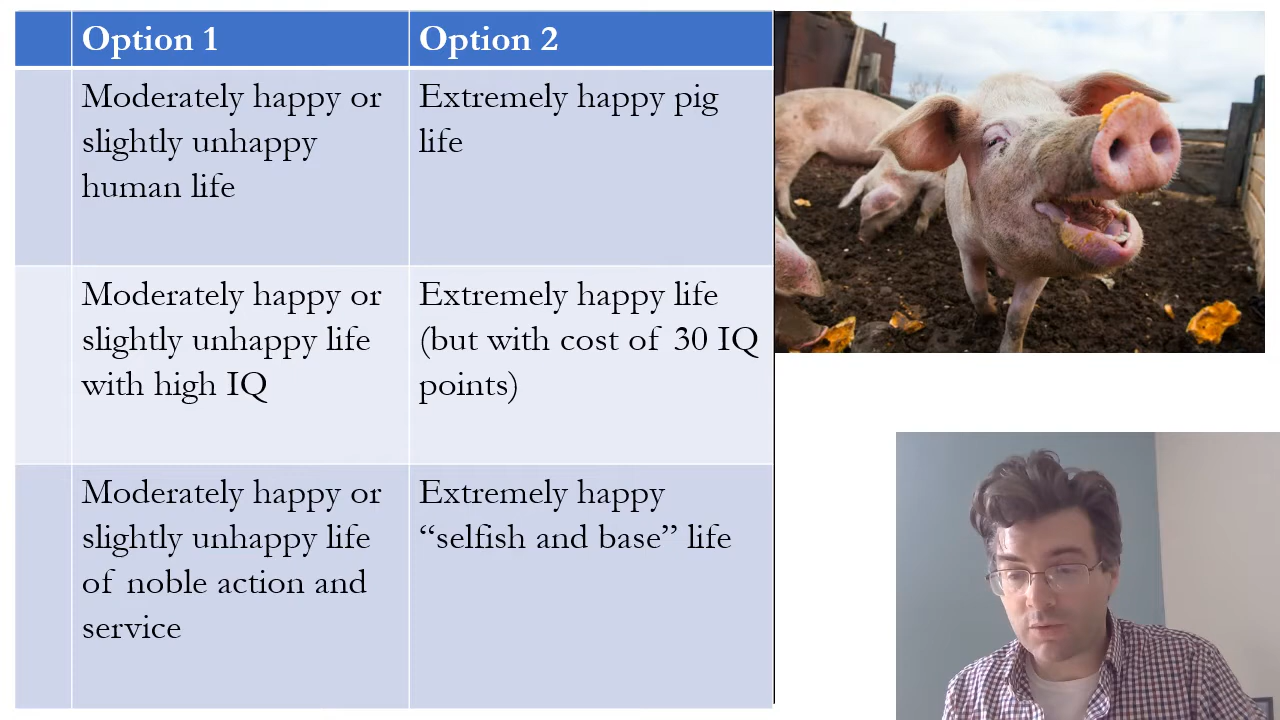 Option 1
Option 2
Moderately happy or
slightly unhappy
human life
Extremely happy pig
life
Moderately happy or
slightly unhappy life
with high IQ
Extremely happy life
(but with cost of 30 IQ
points)
Moderately happy or
slightly unhappy life
of noble action and
service
Extremely happy
“selfish and base” life